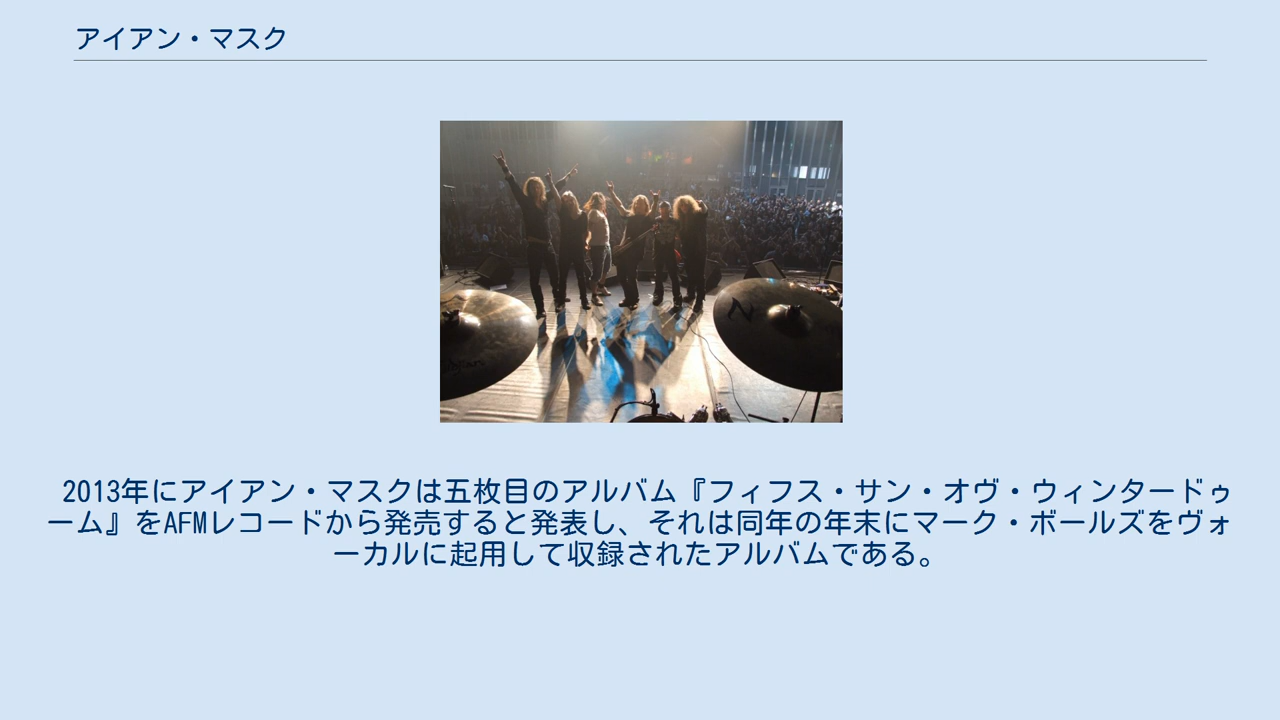 アイアン・マスク
2013年にアイアン・マスクは五枚目のアルバム『フィフス・サン・オヴ・ウィンタードゥ
ーム』をAFMレコードから発売すると発表し、それは同年の年末にマーク・ボールズをヴォ
ーカルに起用して収録されたアルバムである。